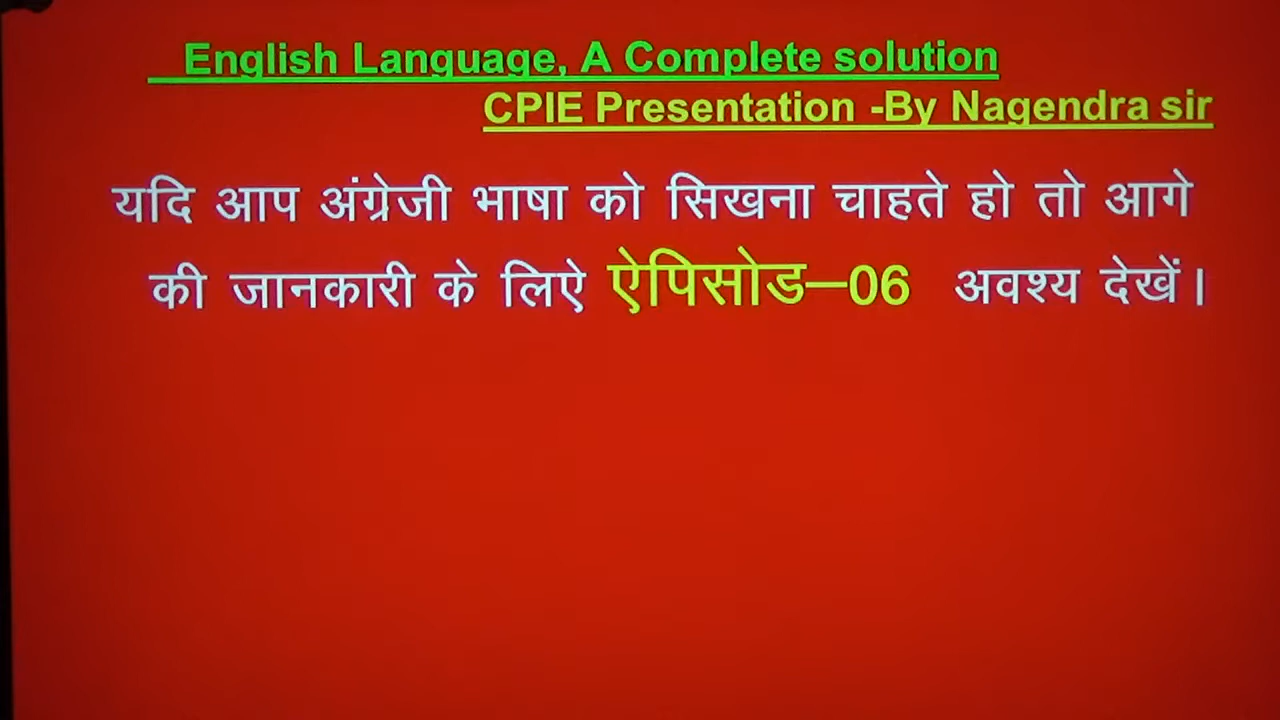 English Language, A Complete solution
CPIE Presentation -By Nagendra sir
यदि आप अंग्रेजी भाषा को सिखना चाहते हो तो आगे
की जानकारी के लिऐ ऐपिसोड–06 अवश्य देखें।